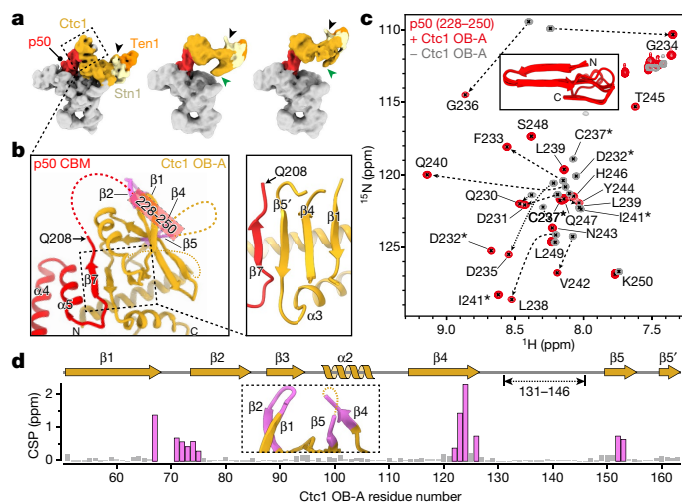 a
Ctc1
p50
Ten1
Stn1
b
p50 CBM
Ctc1 OB-A
β1
β2
β4
228–250
Q208
β5
β7
α4
α5
N
C
Q208
β5′
β4
β1
β7
α3
c
p50 (228–250)
+ Ctc1 OB-A
− Ctc1 OB-A
N
C
G234
G236
T245
S248
C237*
F233
L239
D232*
Q240
H246
Y244
Q230
L239
D231
C237*
I241*
Q247
N243
D232*
L249
D235
V242
K250
I241*
L238
110
115
120
125
¹⁵N (ppm)
9.0
8.5
8.0
7.5
¹H (ppm)
d
β1
β2
β3
α2
β4
β5
β5′
131–146
CSP (ppm)
2
1
0
β2
β1
β5
β4
60
70
80
90
100
110
120
130
140
150
160
Ctc1 OB-A residue number